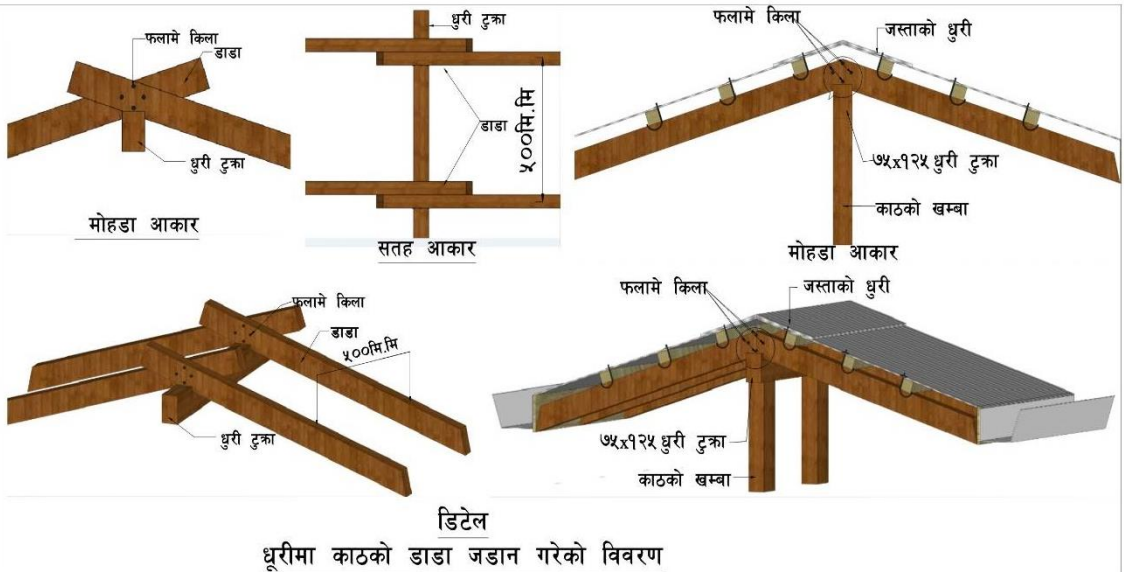 फलामे किला
डाडा
धुरी टुक्रा
मोहडा आकार
धुरी टुक्रा
डाडा
५००मि.मि
सतह आकार
फलामे किला
जस्ताको धुरी
७५x१२५ धुरी टुक्रा
काठको खम्बा
मोहडा आकार
फलामे किला
डाडा
५००मि.मि
धुरी टुक्रा
फलामे किला
जस्ताको धुरी
७५x१२५ धुरी टुक्रा
काठको खम्बा
डिटेल
धूरीमा काठको डाडा जडान गरेको विवरण